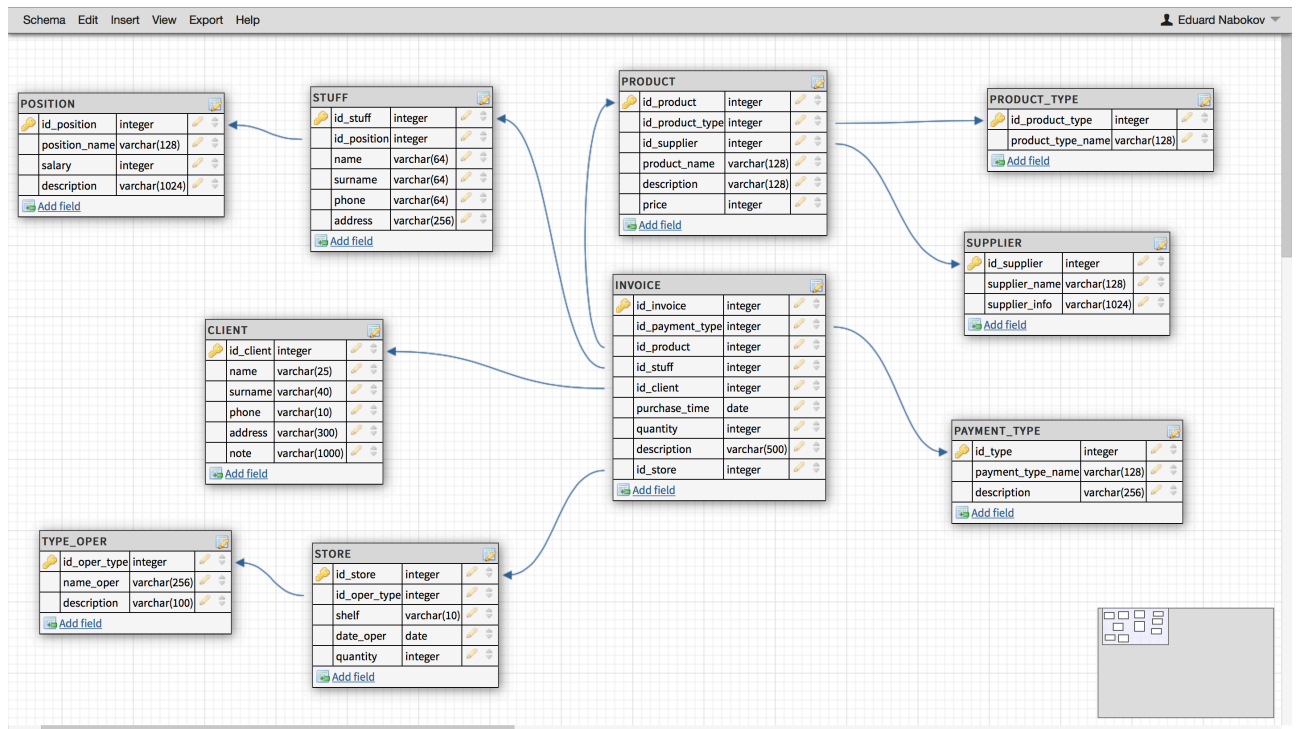 Schema Edit Insert View Export Help
Eduard Nabokov
POSITION
id_position integer
position_name varchar(128)
salary integer
description varchar(1024)
Add field
STUFF
id_stuff integer
id_position integer
name varchar(64)
surname varchar(64)
phone varchar(64)
address varchar(256)
Add field
PRODUCT
id_product integer
id_product_type integer
id_supplier integer
product_name varchar(128)
description varchar(128)
price integer
Add field
PRODUCT_TYPE
id_product_type integer
product_type_name varchar(128)
Add field
SUPPLIER
id_supplier integer
supplier_name varchar(128)
supplier_info varchar(1024)
Add field
INVOICE
id_invoice integer
id_payment_type integer
id_product integer
id_stuff integer
id_client integer
purchase_time date
quantity integer
description varchar(500)
id_store integer
Add field
CLIENT
id_client integer
name varchar(25)
surname varchar(40)
phone varchar(10)
address varchar(300)
note varchar(1000)
Add field
PAYMENT_TYPE
id_type integer
payment_type_name varchar(128)
description varchar(256)
Add field
TYPE_OPER
id_oper_type integer
name_oper varchar(256)
description varchar(100)
Add field
STORE
id_store integer
id_oper_type integer
shelf varchar(10)
date_oper date
quantity integer
Add field